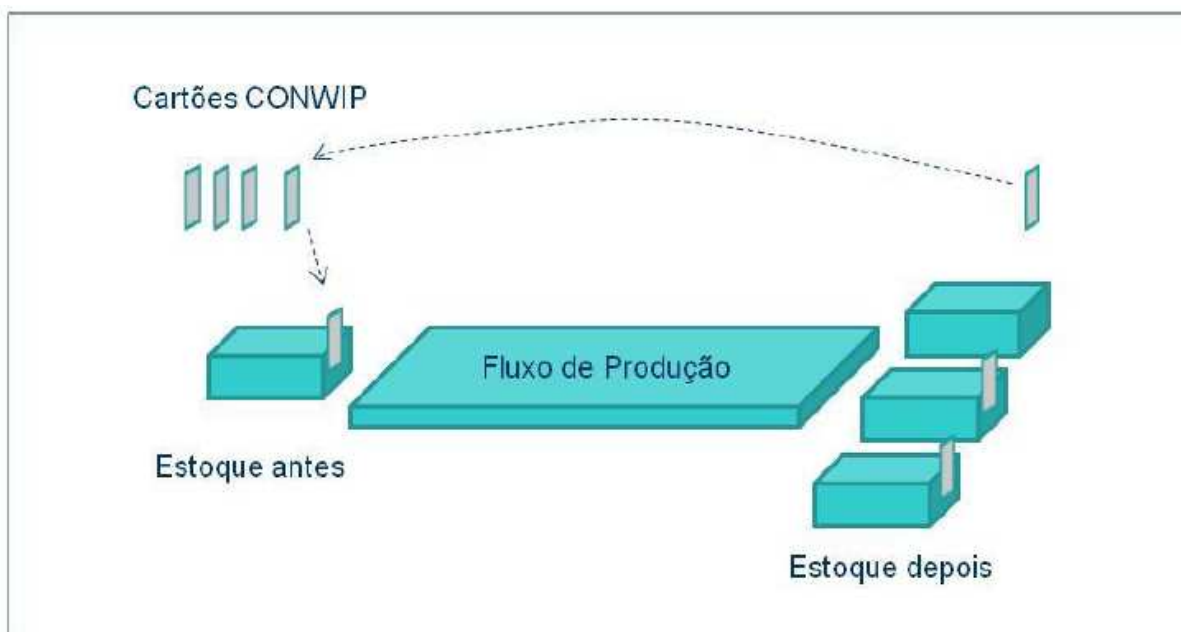 Cartões CONWIP
Fluxo de Produção
Estoque antes
Estoque depois